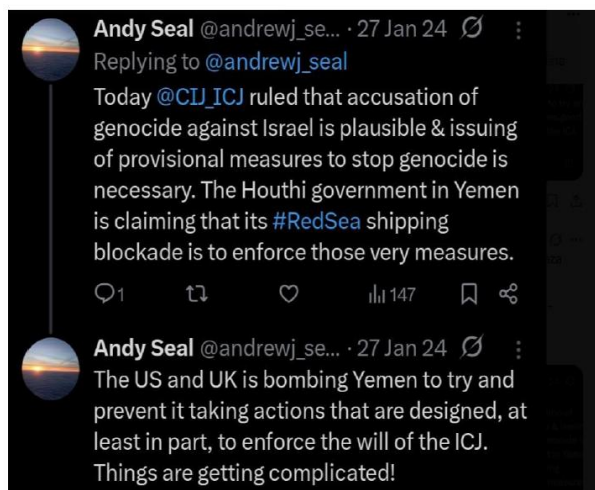 Andy Seal @andrewj_se... · 27 Jan 24
Replying to @andrewj_seal
Today @CIJ_ICJ ruled that accusation of
genocide against Israel is plausible & issuing
of provisional measures to stop genocide is
necessary. The Houthi government in Yemen
is claiming that its #RedSea shipping
blockade is to enforce those very measures.
1 147
Andy Seal @andrewj_se... · 27 Jan 24
The US and UK is bombing Yemen to try and
prevent it taking actions that are designed, at
least in part, to enforce the will of the ICJ.
Things are getting complicated!